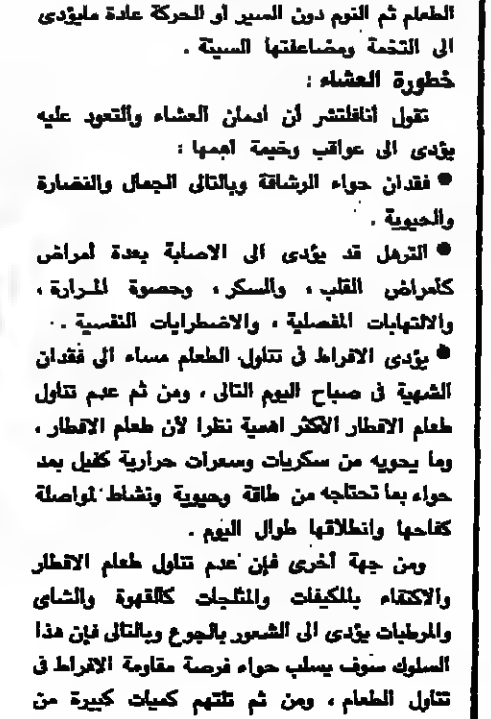 الطعام ثم النوم دون السير أو الحركة عادة مايؤدى
الى التخمة ومضاعفتها السيئة .
خطورة العشاء :
تقول أنافلتشر أن ادمان العشاء والتعود عليه
يؤدى الى عواقب وخيمة اهمها :
● فقدان حواء الرشاقة وبالتالى الجمال والنضارة
والحيوية .
● الترهل قد يؤدى الى الاصابة بعدة أمراض
كأمراض القلب ، والسكر ، وحصوة المرارة ،
والالتهابات المفصلية ، والاضطرابات النفسية .
● يؤدى الافراط فى تناول الطعام مساء الى فقدان
الشهية فى صباح اليوم التالى ، ومن ثم عدم تناول
طعام الافطار الأكثر اهمية نظرا لأن طعام الافطار ،
وما يحويه من سكريات وسعرات حرارية كفيل بمد
حواء بما تحتاجه من طاقة وحيوية ونشاط لمواصلة
كفاحها وانطلاقها طوال اليوم .
ومن جهة أخرى فإن عدم تناول طعام الافطار
والاكتفاء بالمكيفات والمثلجات كالقهوة والشاى
والمرطبات يؤدى الى الشعور بالجوع وبالتالى فإن هذا
السلوك سوف يسلب حواء فرصة مقاومة الافراط فى
تناول الطعام ، ومن ثم تلتهم كميات كبيرة من